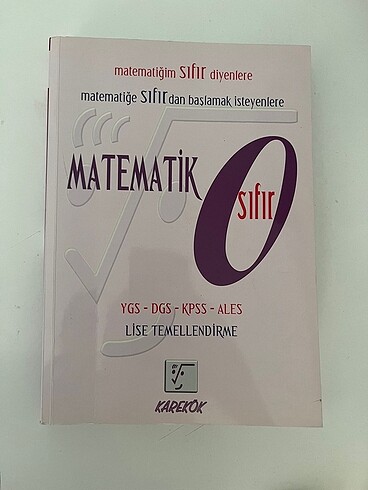 matematiğim sıfır diyenlere
matematiğe sıfırdan başlamak isteyenlere
MATEMATİK 0
sıfır
YGS - DGS - KPSS - ALES
LİSE TEMELLENDİRME
KAREKÖK